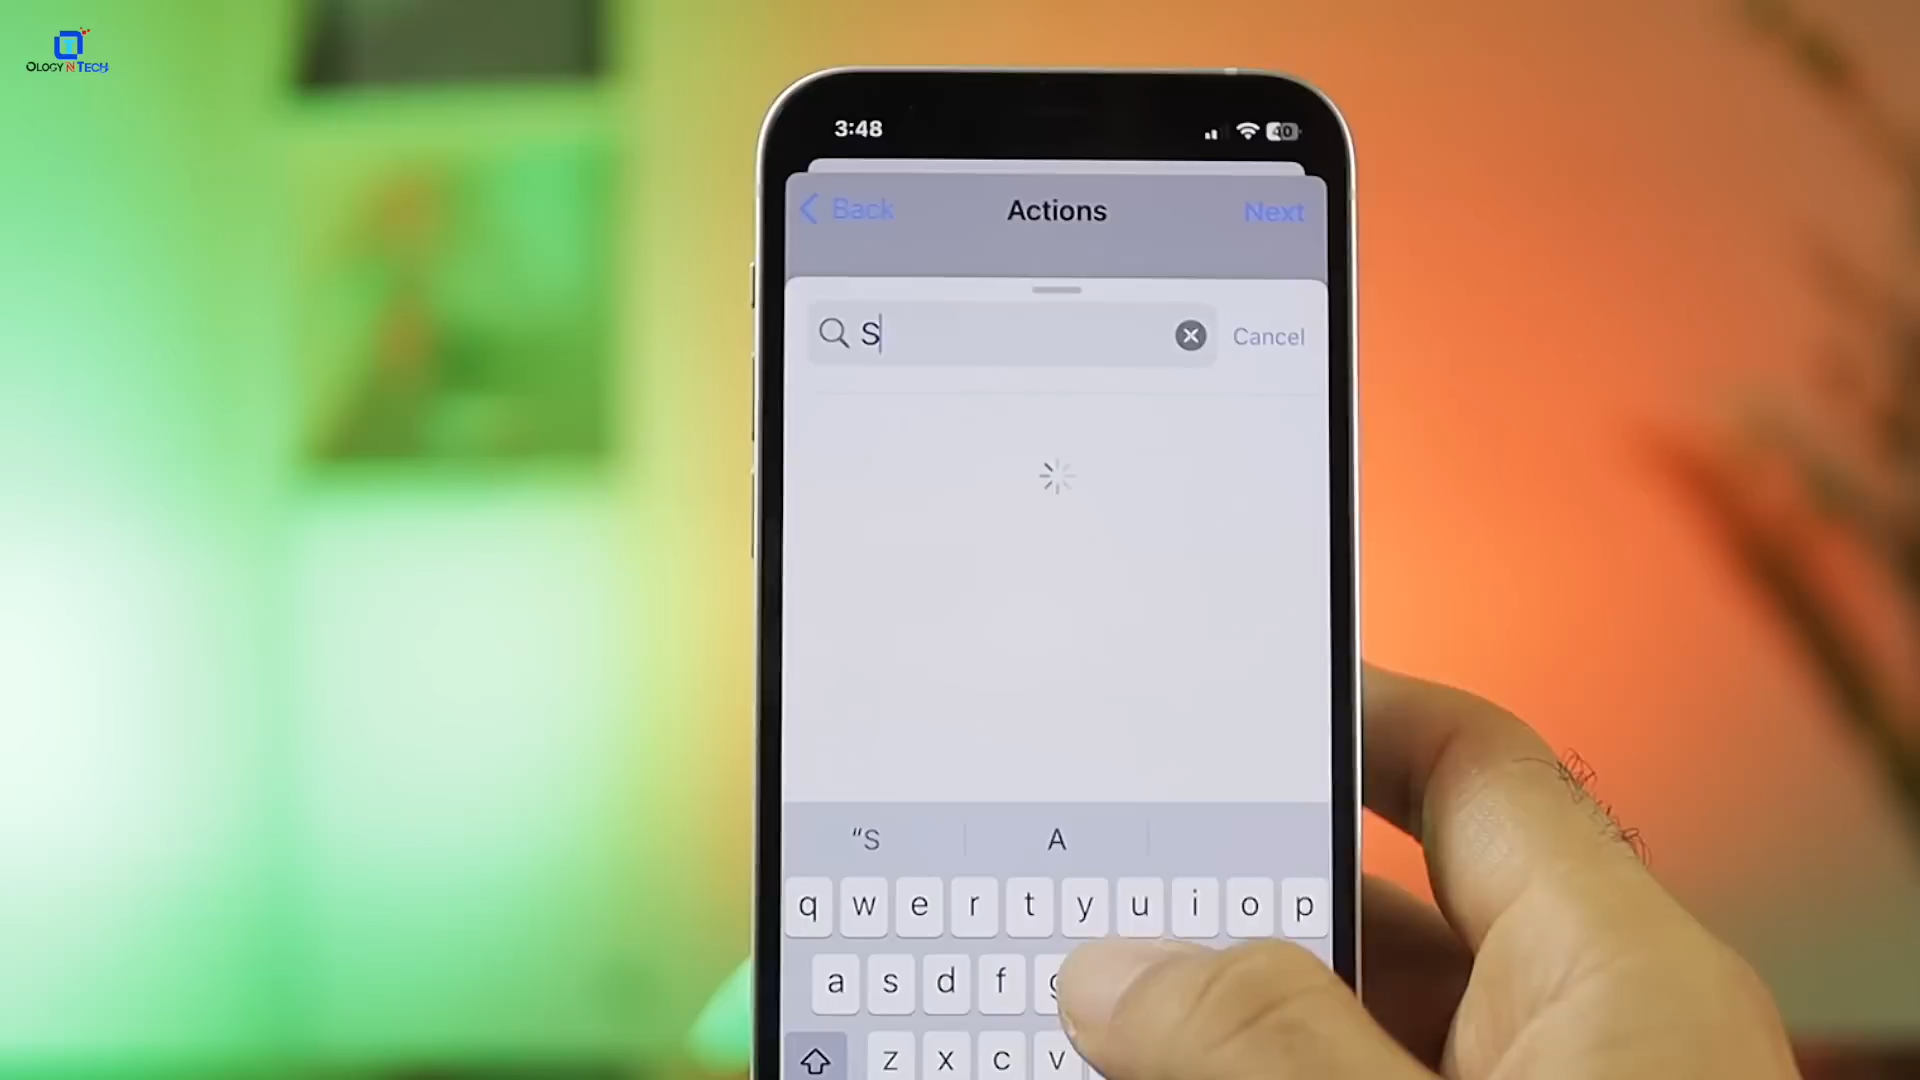 OLOGY N TECH
3:48
40
Back
Actions
Next
S
Cancel
“S
A
q w e r t y u i o p
a s d f g
z x c v